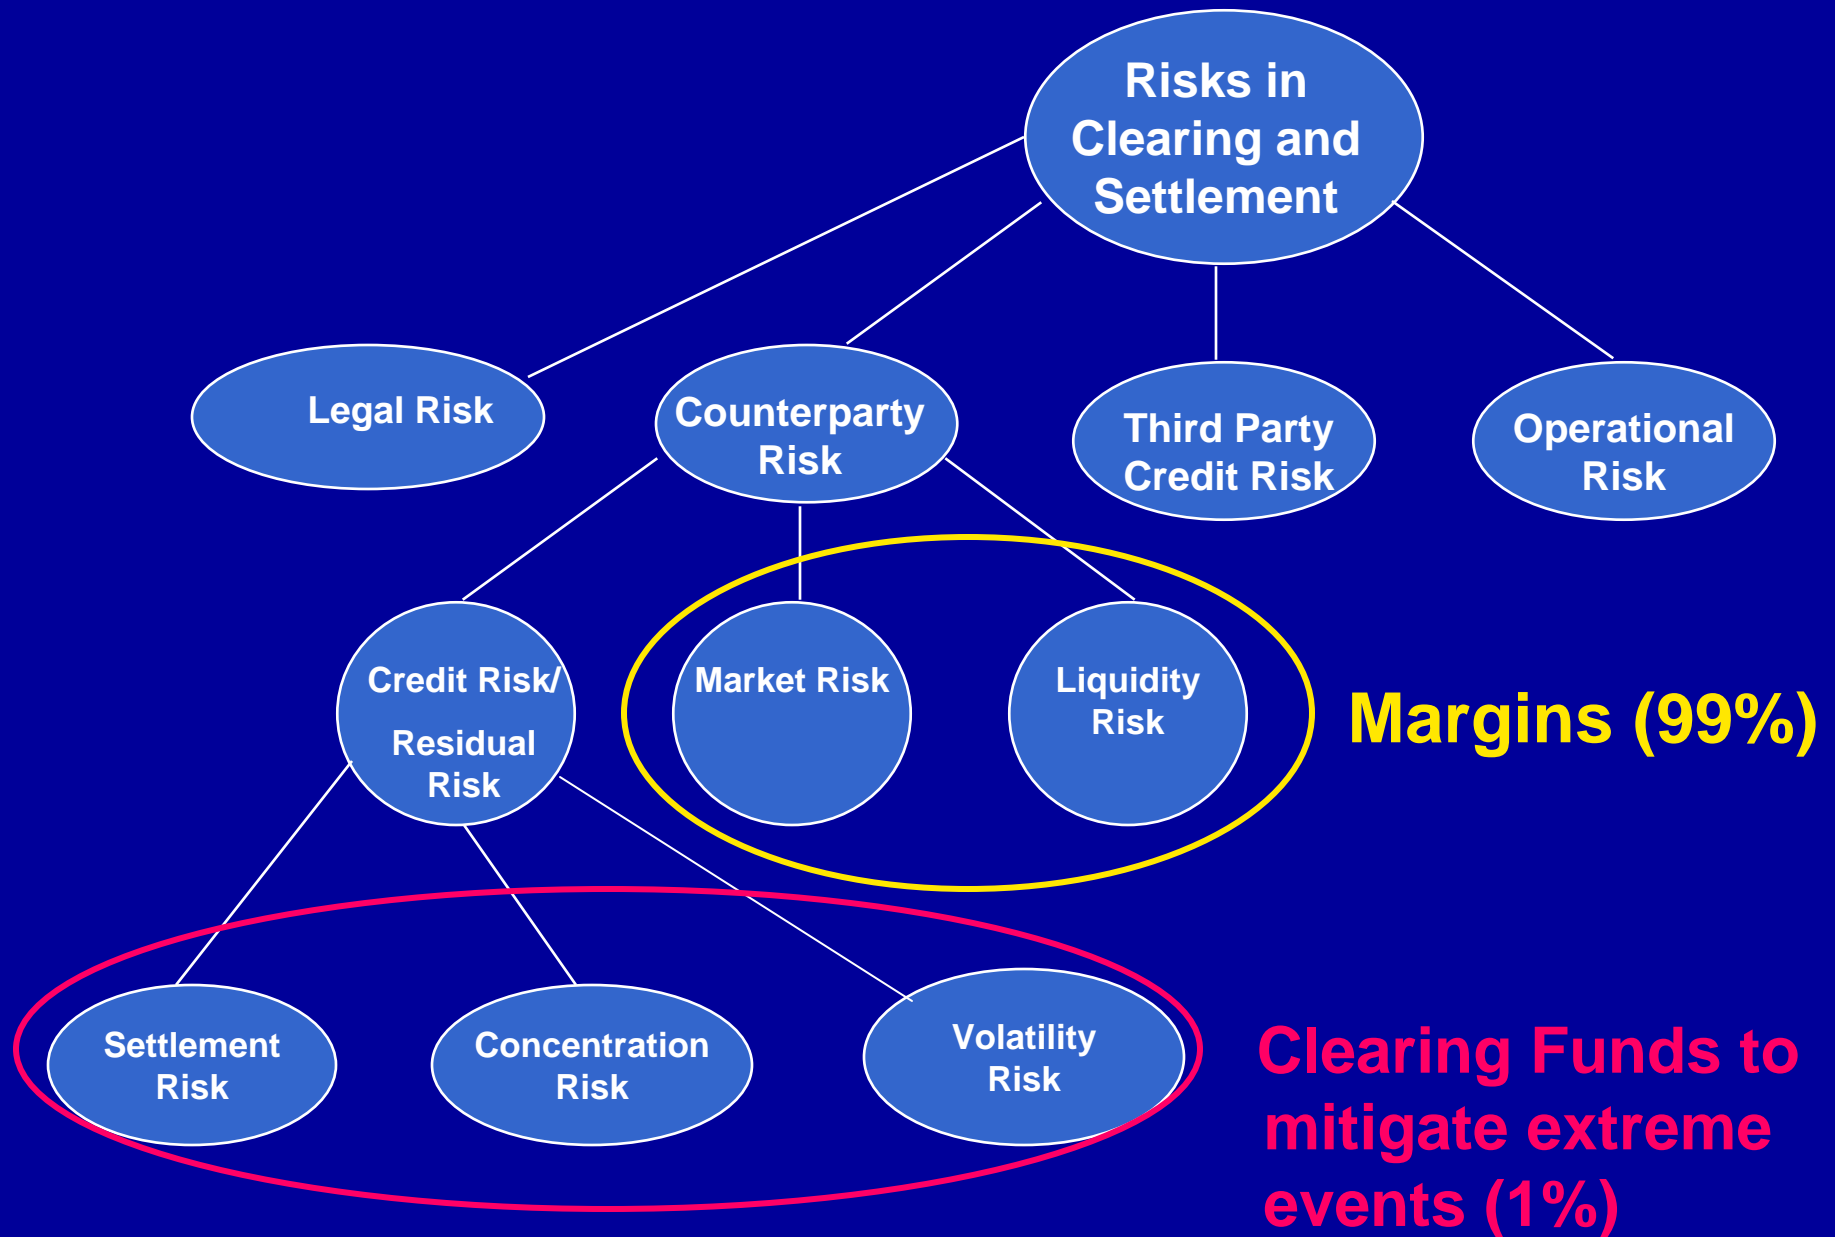 Risks in
Clearing and
Settlement
Legal Risk
Counterparty
Risk
Third Party
Credit Risk
Operational
Risk
Credit Risk/
Residual
Risk
Market Risk
Liquidity
Risk
Margins (99%)
Settlement
Risk
Concentration
Risk
Volatility
Risk
Clearing Funds to
mitigate extreme
events (1%)